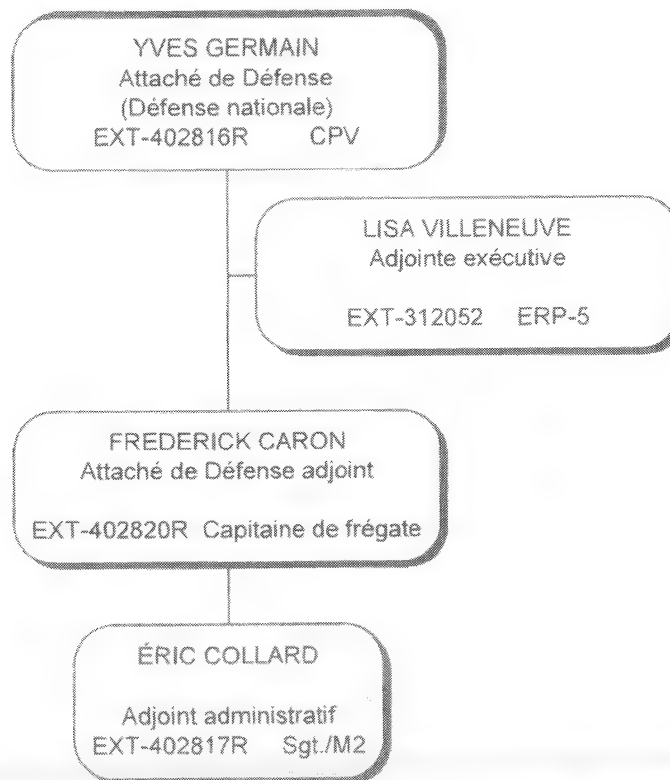 YVES GERMAIN
Attaché de Défense
(Défense nationale)
EXT-402816R CPV
LISA VILLENEUVE
Adjointe exécutive
EXT-312052 ERP-5
FREDERICK CARON
Attaché de Défense adjoint
EXT-402820R Capitaine de frégate
ÉRIC COLLARD
Adjoint administratif
EXT-402817R Sgt./M2